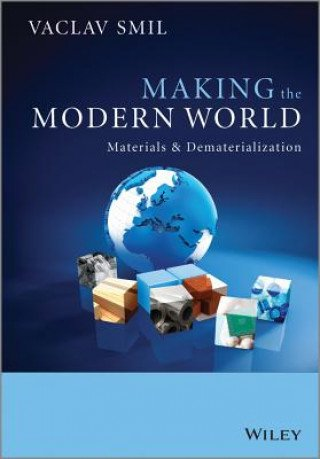 VACLAV SMIL
MAKING the
MODERN WORLD
Materials & Dematerialization
WILEY